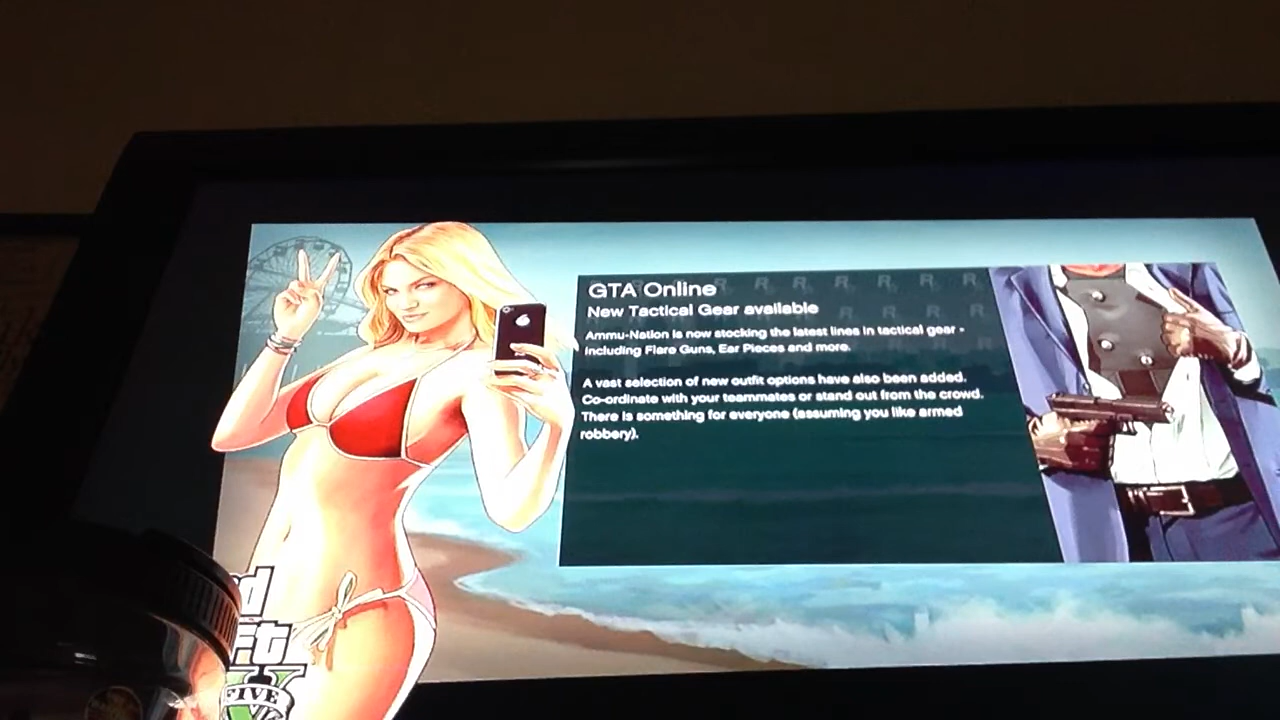 GTA Online
New Tactical Gear available
Ammu-Nation is now stocking the latest lines in tactical gear -
including Flare Guns, Ear Pieces and more.
A vast selection of new outfit options have also been added.
Co-ordinate with your teammates or stand out from the crowd.
There is something for everyone (assuming you like armed
robbery).
R R R R R R R
d
ft
V
FIVE